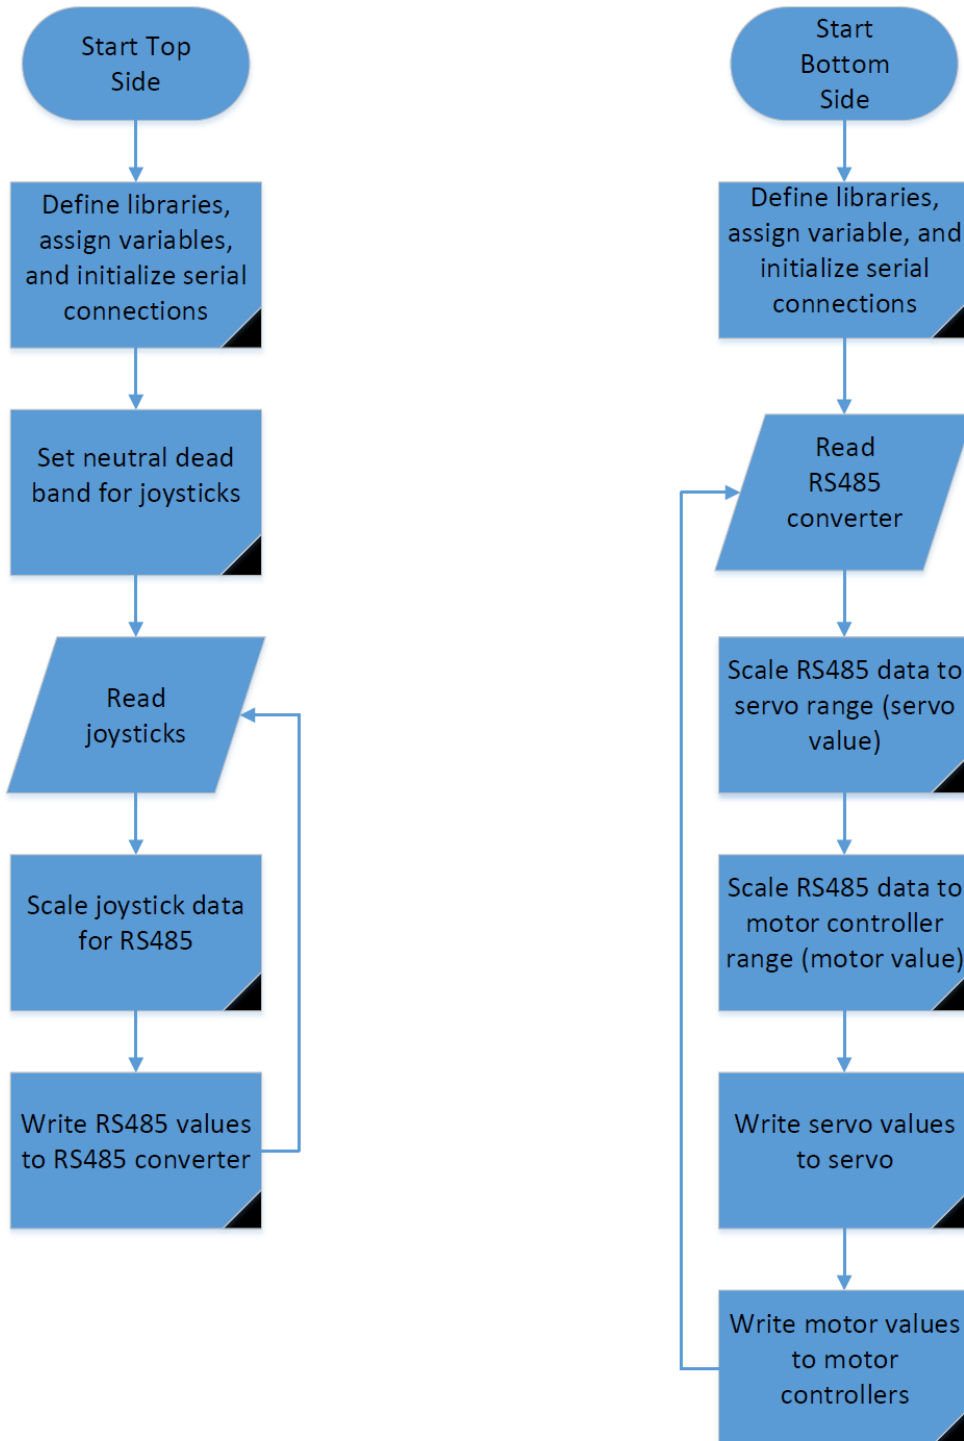 Start Top
Side
Define libraries,
assign variables,
and initialize serial
connections
Set neutral dead
band for joysticks
Read
joysticks
Scale joystick data
for RS485
Write RS485 values
to RS485 converter
Start
Bottom
Side
Define libraries,
assign variable, and
initialize serial
connections
Read
RS485
converter
Scale RS485 data to
servo range (servo
value)
Scale RS485 data to
motor controller
range (motor value)
Write servo values
to servo
Write motor values
to motor
controllers